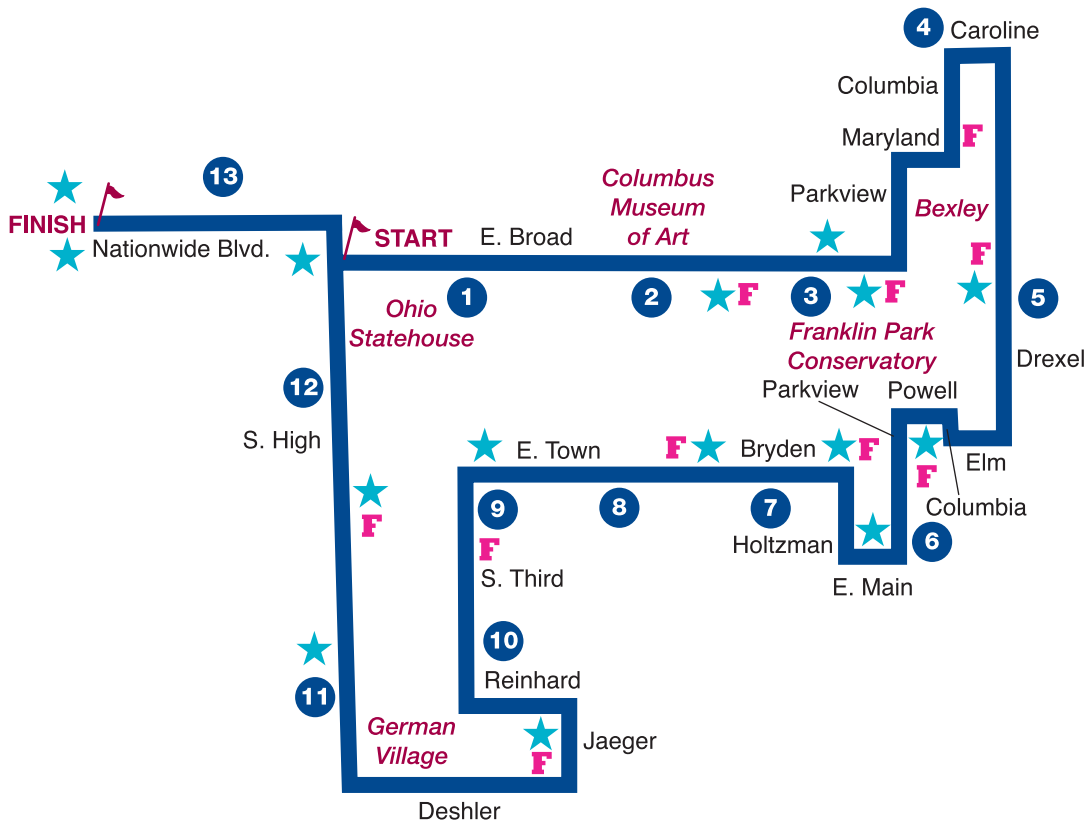 4
Caroline
Columbia
Maryland
F
13
Columbus
Museum
of Art
Parkview
Bexley
FINISH
START
E. Broad
Nationwide Blvd.
F
1
2
F
3
F
5
Ohio
Statehouse
Franklin Park
Conservatory
Drexel
12
Parkview
Powell
S. High
E. Town
F
Bryden
F
Elm
F
Columbia
9
8
7
F
F
Holtzman
6
S. Third
E. Main
10
Reinhard
11
German
Village
Jaeger
F
Deshler